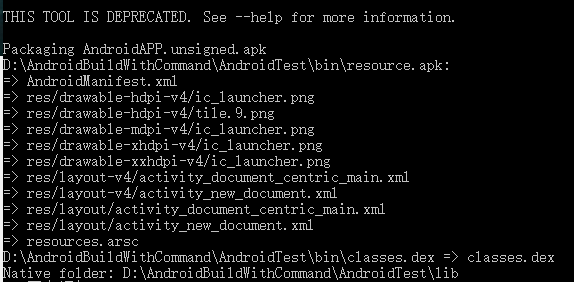 THIS TOOL IS DEPRECATED. See --help for more information.
Packaging AndroidAPP.unsigned.apk
D:\AndroidBuildWithCommand\AndroidTest\bin\resource.apk:
=> AndroidManifest.xml
=> res/drawable-hdpi-v4/ic_launcher.png
=> res/drawable-hdpi-v4/tile.9.png
=> res/drawable-mdpi-v4/ic_launcher.png
=> res/drawable-xhdpi-v4/ic_launcher.png
=> res/drawable-xxhdpi-v4/ic_launcher.png
=> res/layout-v4/activity_document_centric_main.xml
=> res/layout-v4/activity_new_document.xml
=> res/layout/activity_document_centric_main.xml
=> res/layout/activity_new_document.xml
=> resources.arsc
D:\AndroidBuildWithCommand\AndroidTest\bin\classes.dex => classes.dex
Native folder: D:\AndroidBuildWithCommand\AndroidTest\lib